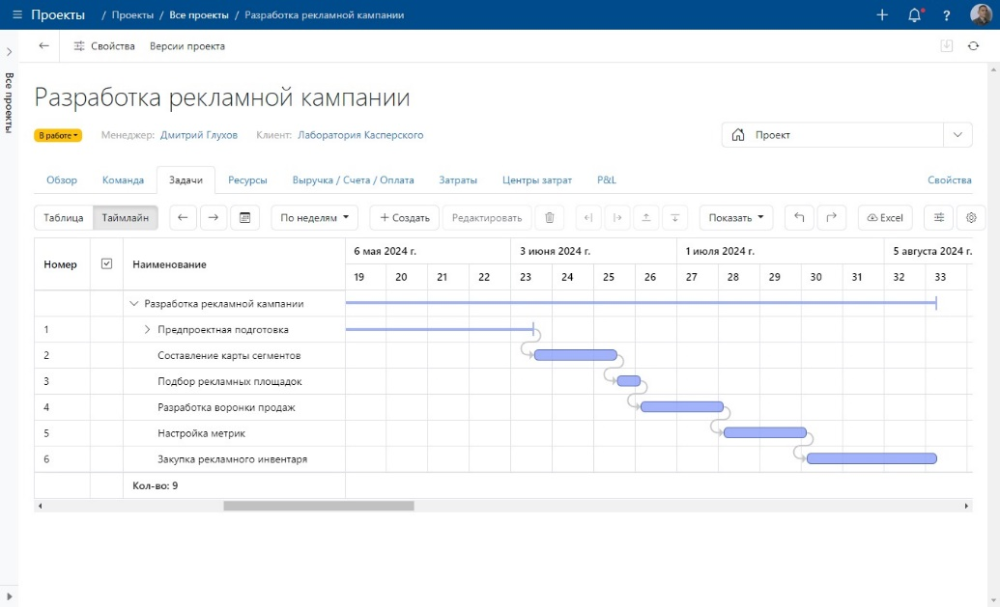 Проекты / Проекты / Все проекты / Разработка рекламной кампании
Свойства Версии проекта
Все проекты
Разработка рекламной кампании
В работе Менеджер: Дмитрий Глухов Клиент: Лаборатория Касперского Проект
Обзор Команда Задачи Ресурсы Выручка / Счета / Оплата Затраты Центры затрат P&L Свойства
Таблица Таймлайн По неделям + Создать Редактировать Показать Excel
Номер Наименование 6 мая 2024 г. 3 июня 2024 г. 1 июля 2024 г. 5 августа 2024 г.
19 20 21 22 23 24 25 26 27 28 29 30 31 32 33
Разработка рекламной кампании
1 Предпроектная подготовка
2 Составление карты сегментов
3 Подбор рекламных площадок
4 Разработка воронки продаж
5 Настройка метрик
6 Закупка рекламного инвентаря
Кол-во: 9